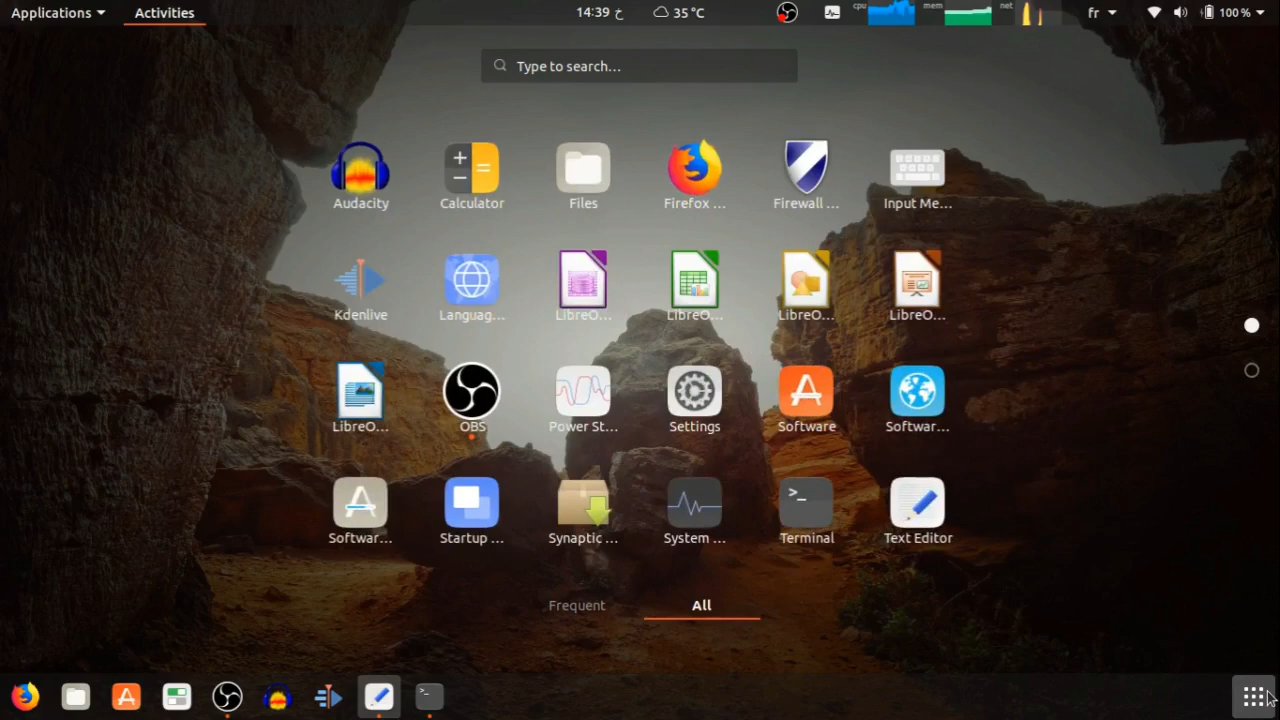 Applications Activities 14:39 خ 35 °C cpu mem net fr 100 %
Type to search…
Audacity Calculator Files Firefox … Firewall … Input Me…
Kdenlive Languag… LibreO… LibreO… LibreO… LibreO…
LibreO… OBS Power St… Settings Software Softwar…
Softwar… Startup … Synaptic … System … Terminal Text Editor
Frequent All